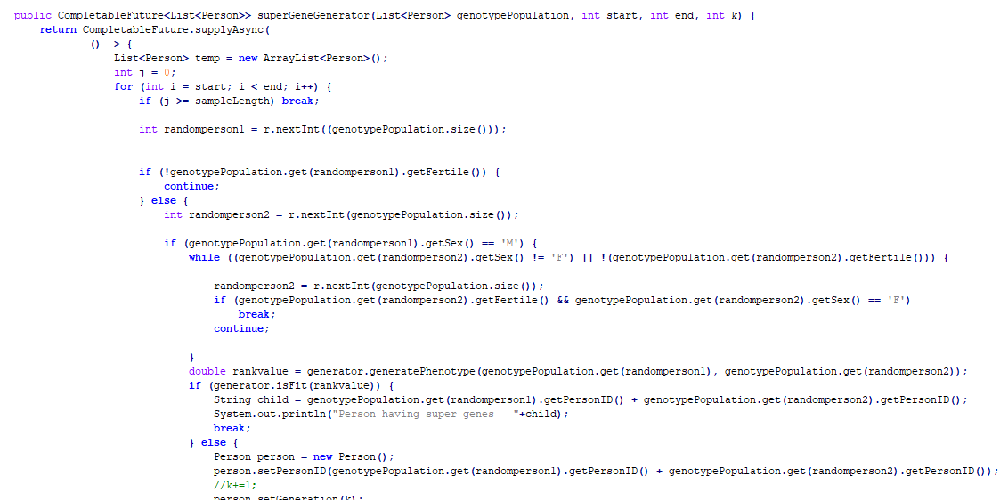 public CompletableFuture<List<Person>> superGeneGenerator(List<Person> genotypePopulation, int start, int end, int k) {
return CompletableFuture.supplyAsync(
() -> {
List<Person> temp = new ArrayList<Person>();
int j = 0;
for (int i = start; i < end; i++) {
if (j >= sampleLength) break;
int randomperson1 = r.nextInt((genotypePopulation.size()));
if (!genotypePopulation.get(randomperson1).getFertile()) {
continue;
} else {
int randomperson2 = r.nextInt(genotypePopulation.size());
if (genotypePopulation.get(randomperson1).getSex() == 'M') {
while ((genotypePopulation.get(randomperson2).getSex() != 'F') || !(genotypePopulation.get(randomperson2).getFertile())) {
randomperson2 = r.nextInt(genotypePopulation.size());
if (genotypePopulation.get(randomperson2).getFertile() && genotypePopulation.get(randomperson2).getSex() == 'F')
break;
continue;
}
double rankvalue = generator.generatePhenotype(genotypePopulation.get(randomperson1), genotypePopulation.get(randomperson2));
if (generator.isFit(rankvalue)) {
String child = genotypePopulation.get(randomperson1).getPersonID() + genotypePopulation.get(randomperson2).getPersonID();
System.out.println("Person having super genes   "+child);
break;
} else {
Person person = new Person();
person.setPersonID(genotypePopulation.get(randomperson1).getPersonID() + genotypePopulation.get(randomperson2).getPersonID());
//k+=1;
person.setGeneration(k);